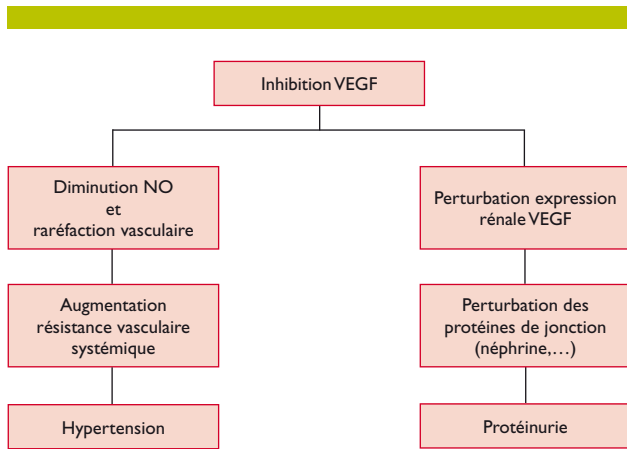 Inhibition VEGF
Diminution NO
et
raréfaction vasculaire
Perturbation expression
rénale VEGF
Augmentation
résistance vasculaire
systémique
Perturbation des
protéines de jonction
(néphrine,…)
Hypertension
Protéinurie